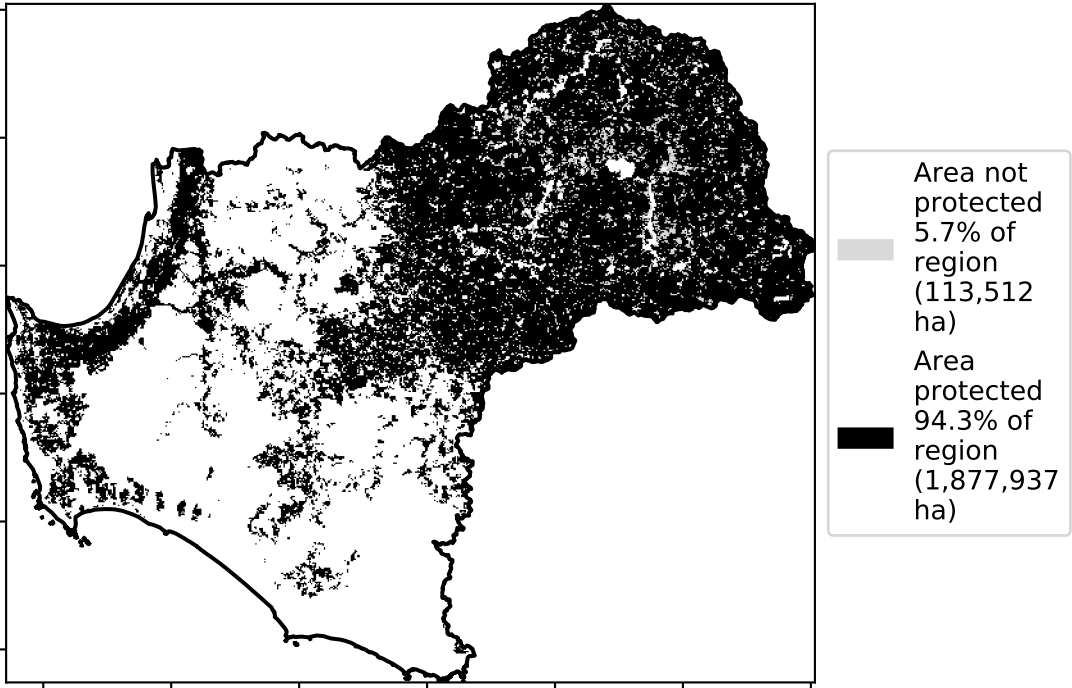 Area not
protected
5.7% of
region
(113,512
ha)
Area
protected
94.3% of
region
(1,877,937
ha)